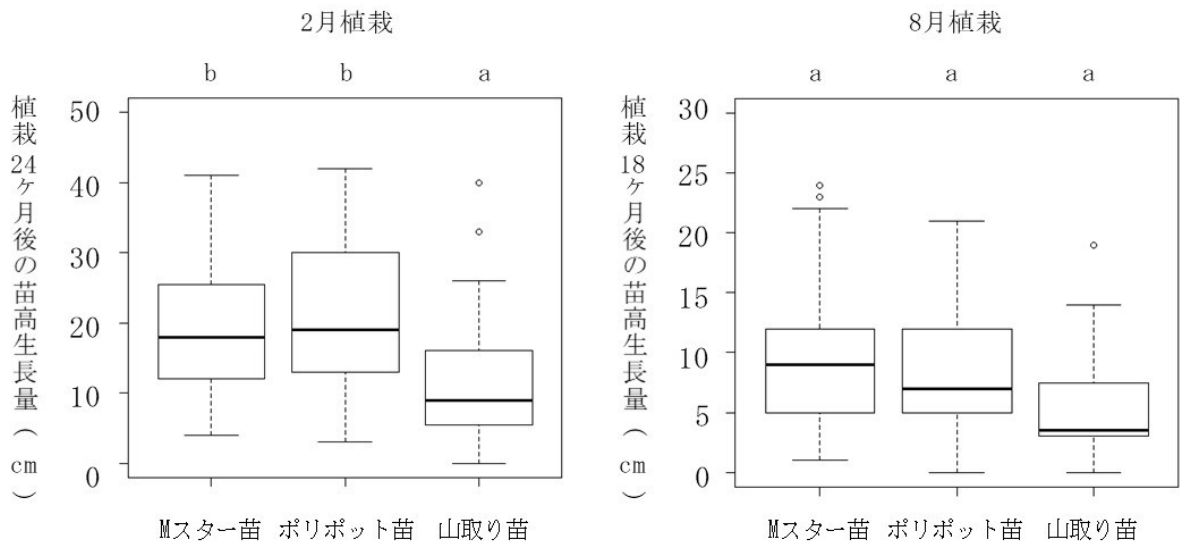 2月植栽
b b a
植栽24ヶ月後の苗高生長量(cm)
50
40
30
20
10
0
Mスター苗 ポリポット苗 山取り苗
8月植栽
a a a
植栽18ヶ月後の苗高生長量(cm)
30
25
20
15
10
5
0
Mスター苗 ポリポット苗 山取り苗